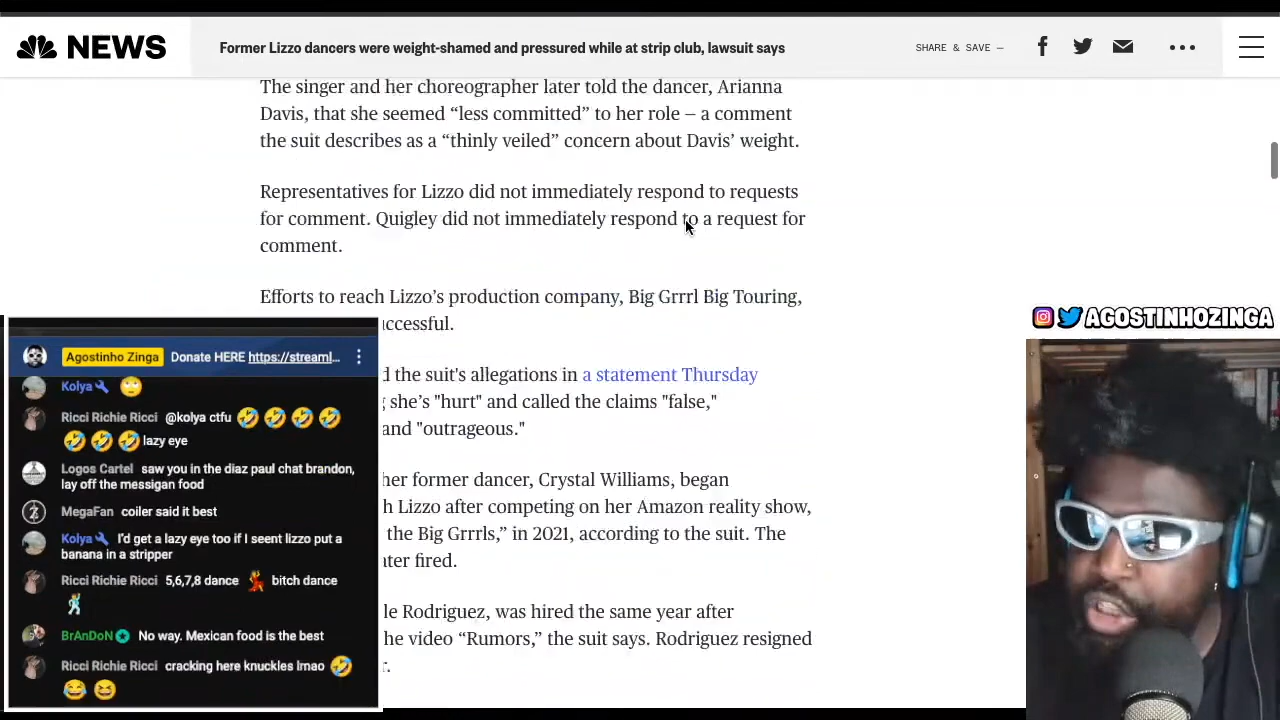 NEWS
Former Lizzo dancers were weight-shamed and pressured while at strip club, lawsuit says
SHARE & SAVE —
The singer and her choreographer later told the dancer, Arianna
Davis, that she seemed “less committed” to her role — a comment
the suit describes as a “thinly veiled” concern about Davis’ weight.
Representatives for Lizzo did not immediately respond to requests
for comment. Quigley did not immediately respond to a request for
comment.
Efforts to reach Lizzo’s production company, Big Grrrl Big Touring,
uccessful.
d the suit's allegations in a statement Thursday
she’s "hurt" and called the claims "false,"
and "outrageous."
her former dancer, Crystal Williams, began
h Lizzo after competing on her Amazon reality show,
the Big Grrrls,” in 2021, according to the suit. The
ater fired.
le Rodriguez, was hired the same year after
he video “Rumors,” the suit says. Rodriguez resigned
r.
Agostinho Zinga Donate HERE https://streaml...
Kolya 🙄
Ricci Richie Ricci @kolya ctfu 🤣🤣🤣🤣
🤣🤣🤣 lazy eye
Logos Cartel saw you in the diaz paul chat brandon,
lay off the messigan food
MegaFan coiler said it best
Kolya I'd get a lazy eye too if I seent lizzo put a
banana in a stripper
Ricci Richie Ricci 5,6,7,8 dance 💃 bitch dance
🕺
BrAnDoN No way. Mexican food is the best
Ricci Richie Ricci cracking here knuckles lmao 🤣
😂😆
AGOSTINHOZINGA